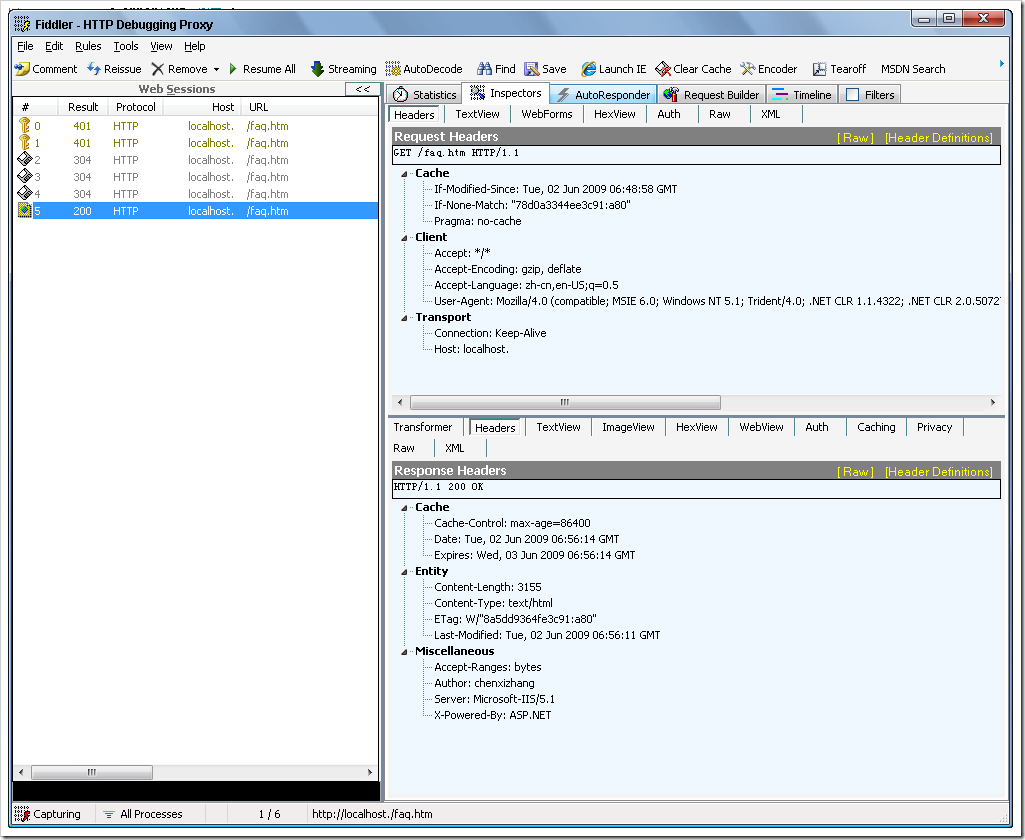 Fiddler - HTTP Debugging Proxy
File Edit Rules Tools View Help
Comment Reissue Remove Resume All Streaming AutoDecode Find Save Launch IE Clear Cache Encoder Tearoff MSDN Search
Web Sessions <<
# Result Protocol Host URL
0 401 HTTP localhost. /faq.htm
1 401 HTTP localhost. /faq.htm
2 304 HTTP localhost. /faq.htm
3 304 HTTP localhost. /faq.htm
4 304 HTTP localhost. /faq.htm
5 200 HTTP localhost. /faq.htm
Statistics Inspectors AutoResponder Request Builder Timeline Filters
Headers TextView WebForms HexView Auth Raw XML
Request Headers [ Raw ] [Header Definitions]
GET /faq.htm HTTP/1.1
Cache
If-Modified-Since: Tue, 02 Jun 2009 06:48:58 GMT
If-None-Match: "78d0a3344ee3c91:a80"
Pragma: no-cache
Client
Accept: */*
Accept-Encoding: gzip, deflate
Accept-Language: zh-cn,en-US;q=0.5
User-Agent: Mozilla/4.0 (compatible; MSIE 6.0; Windows NT 5.1; Trident/4.0; .NET CLR 1.1.4322; .NET CLR 2.0.5072
Transport
Connection: Keep-Alive
Host: localhost.
Transformer Headers TextView ImageView HexView WebView Auth Caching Privacy
Raw XML
Response Headers [ Raw ] [Header Definitions]
HTTP/1.1 200 OK
Cache
Cache-Control: max-age=86400
Date: Tue, 02 Jun 2009 06:56:14 GMT
Expires: Wed, 03 Jun 2009 06:56:14 GMT
Entity
Content-Length: 3155
Content-Type: text/html
ETag: W/"8a5dd9364fe3c91:a80"
Last-Modified: Tue, 02 Jun 2009 06:56:11 GMT
Miscellaneous
Accept-Ranges: bytes
Author: chenxizhang
Server: Microsoft-IIS/5.1
X-Powered-By: ASP.NET
Capturing All Processes 1 / 6 http://localhost./faq.htm